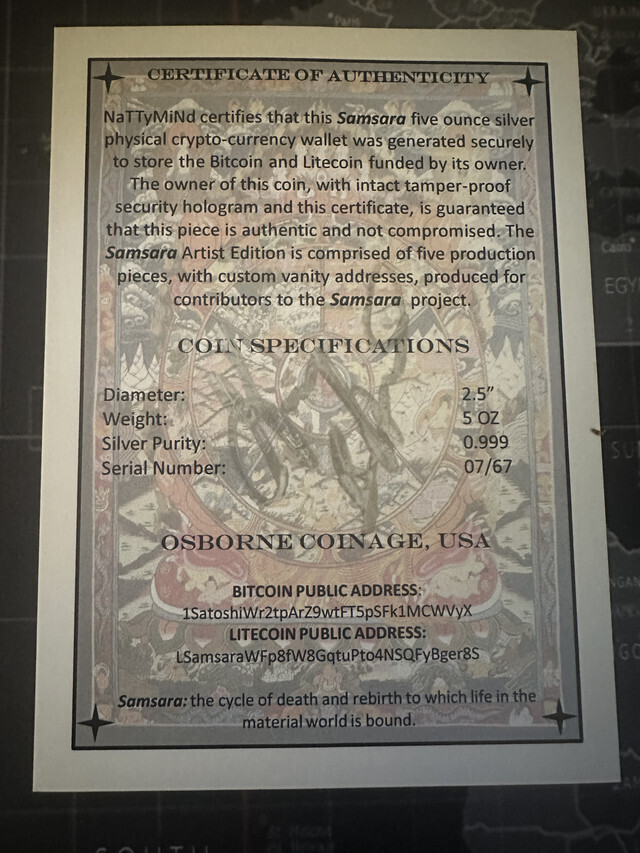 CERTIFICATE OF AUTHENTICITY
NaTTyMiNd certifies that this Samsara five ounce silver
physical crypto-currency wallet was generated securely
to store the Bitcoin and Litecoin funded by its owner.
The owner of this coin, with intact tamper-proof
security hologram and this certificate, is guaranteed
that this piece is authentic and not compromised. The
Samsara Artist Edition is comprised of five production
pieces, with custom vanity addresses, produced for
contributors to the Samsara project.
COIN SPECIFICATIONS
Diameter: 2.5”
Weight: 5 OZ
Silver Purity: 0.999
Serial Number: 07/67
OSBORNE COINAGE, USA
BITCOIN PUBLIC ADDRESS:
1SatoshiWr2tpArZ9wtFT5pSFk1MCWVyX
LITECOIN PUBLIC ADDRESS:
LSamsaraWFp8fW8GqtuPto4NSQFyBger8S
Samsara: the cycle of death and rebirth to which life in the
material world is bound.
SOUTH